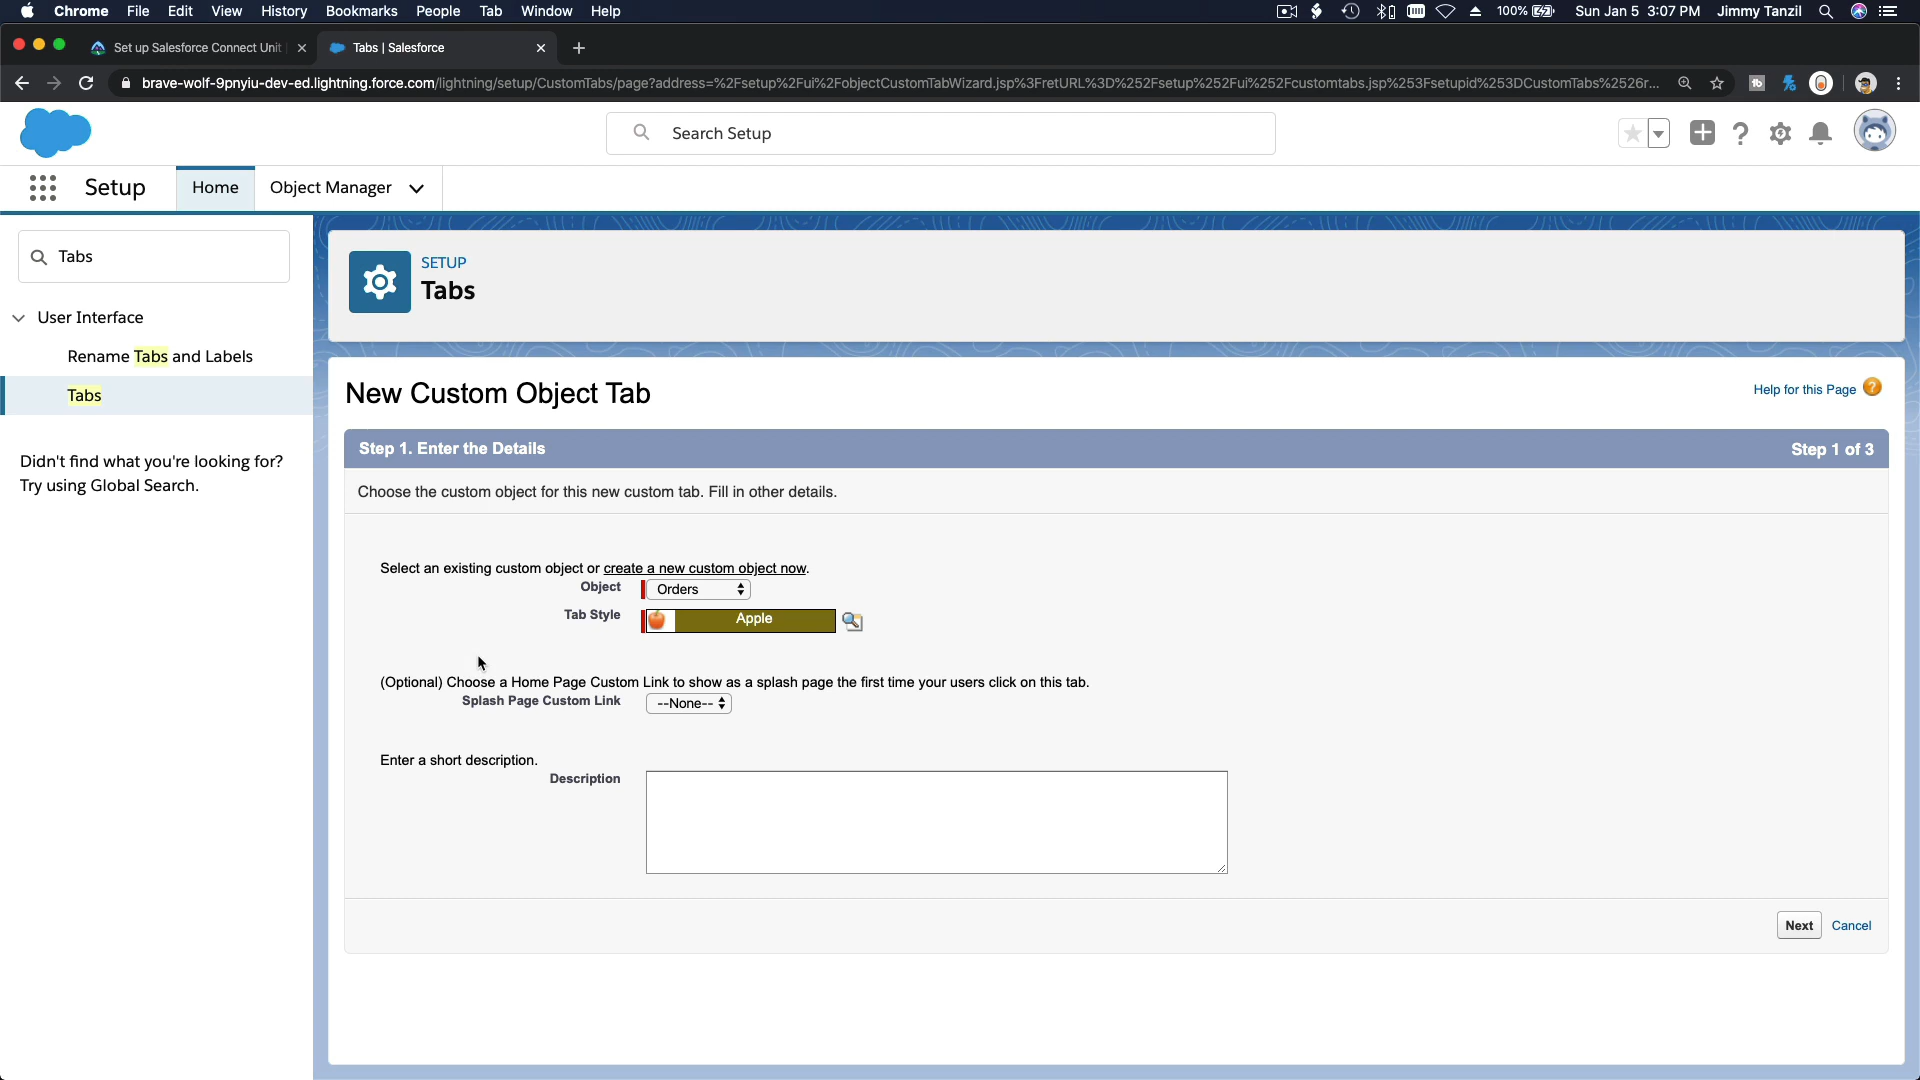 Chrome File Edit View History Bookmarks People Tab Window Help 100% Sun Jan 5 3:07 PM Jimmy Tanzil
Set up Salesforce Connect Unit Tabs | Salesforce
brave-wolf-9pnyiu-dev-ed.lightning.force.com/lightning/setup/CustomTabs/page?address=%2Fsetup%2Fui%2FobjectCustomTabWizard.jsp%3FretURL%3D%252Fsetup%252Fui%252Fcustomtabs.jsp%253Fsetupid%253DCustomTabs%2526r...
Search Setup
Setup Home Object Manager
Tabs
User Interface
Rename Tabs and Labels
Tabs
Didn't find what you're looking for?
Try using Global Search.
SETUP
Tabs
New Custom Object Tab
Help for this Page
Step 1. Enter the Details Step 1 of 3
Choose the custom object for this new custom tab. Fill in other details.
Select an existing custom object or create a new custom object now.
Object Orders
Tab Style Apple
(Optional) Choose a Home Page Custom Link to show as a splash page the first time your users click on this tab.
Splash Page Custom Link --None--
Enter a short description.
Description
Next Cancel